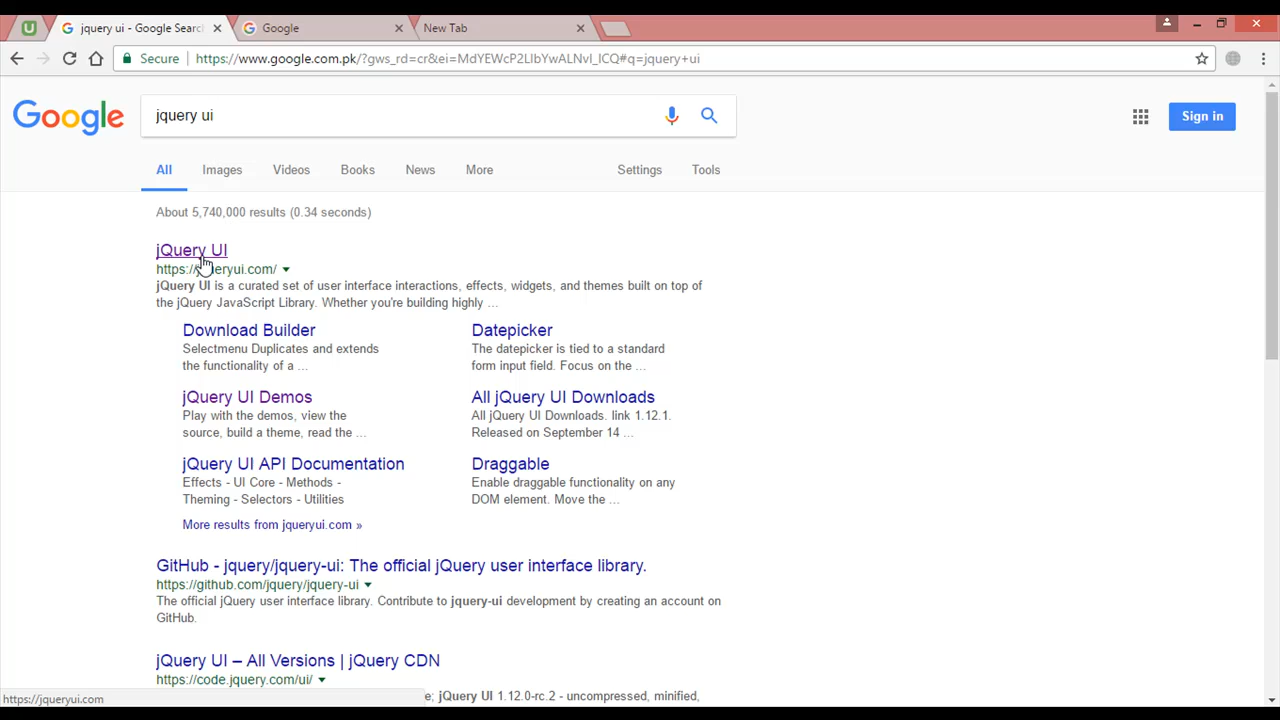 jquery ui - Google Search
Google
New Tab
Secure
https://www.google.com.pk/?gws_rd=cr&ei=MdYEWcP2LIbYwALNvI_ICQ#q=jquery+ui
Google
jquery ui
Sign in
All
Images
Videos
Books
News
More
Settings
Tools
About 5,740,000 results (0.34 seconds)
jQuery UI
https://jqueryui.com/
jQuery UI is a curated set of user interface interactions, effects, widgets, and themes built on top of
the jQuery JavaScript Library. Whether you're building highly ...
Download Builder
Selectmenu Duplicates and extends
the functionality of a ...
Datepicker
The datepicker is tied to a standard
form input field. Focus on the ...
jQuery UI Demos
Play with the demos, view the
source, build a theme, read the ...
All jQuery UI Downloads
All jQuery UI Downloads. link 1.12.1.
Released on September 14 ...
jQuery UI API Documentation
Effects - UI Core - Methods -
Theming - Selectors - Utilities
Draggable
Enable draggable functionality on any
DOM element. Move the ...
More results from jqueryui.com »
GitHub - jquery/jquery-ui: The official jQuery user interface library.
https://github.com/jquery/jquery-ui
The official jQuery user interface library. Contribute to jquery-ui development by creating an account on
GitHub.
jQuery UI – All Versions | jQuery CDN
https://code.jquery.com/ui/
e; jQuery UI 1.12.0-rc.2 - uncompressed, minified,
https://jqueryui.com